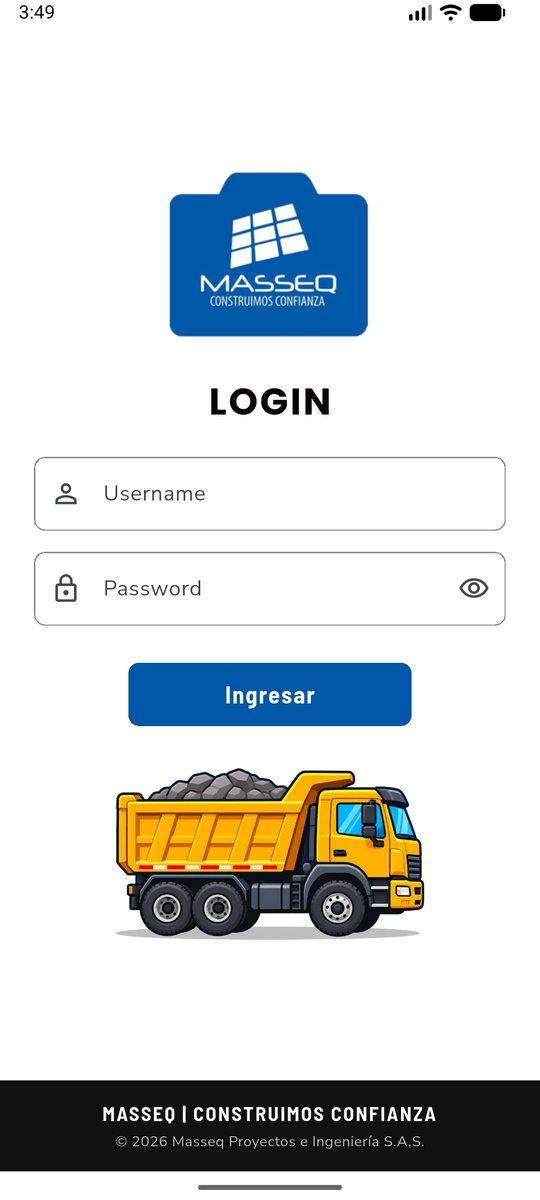 3:49
MASSEQ
CONSTRUIMOS CONFIANZA
LOGIN
Username
Password
Ingresar
MASSEQ | CONSTRUIMOS CONFIANZA
© 2026 Masseq Proyectos e Ingeniería S.A.S.